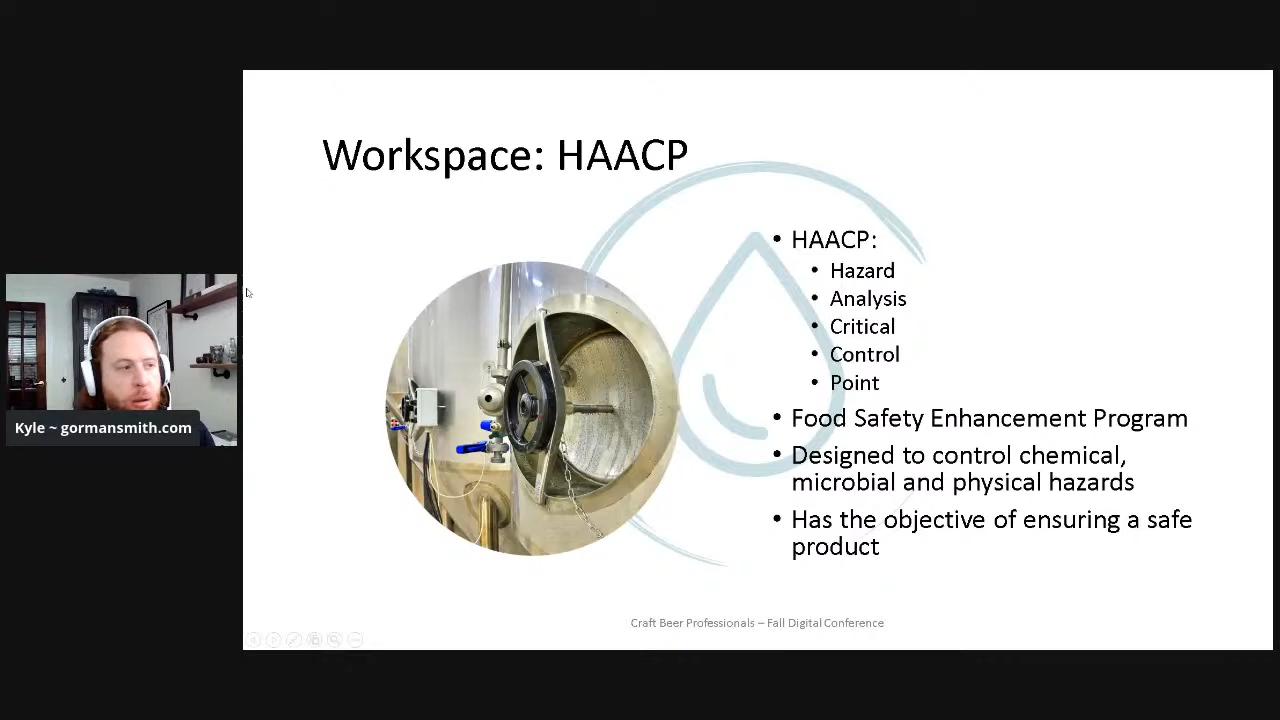 Workspace: HAACP
• HAACP:
• Hazard
• Analysis
• Critical
• Control
• Point
• Food Safety Enhancement Program
• Designed to control chemical,
microbial and physical hazards
• Has the objective of ensuring a safe
product
Kyle ~ gormansmith.com
Craft Beer Professionals – Fall Digital Conference